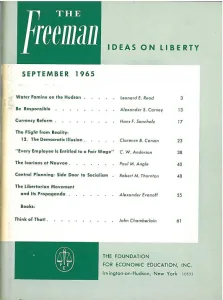 THE
Freeman
IDEAS ON LIBERTY
SEPTEMBER 1965
Water Famine on the Hudson . . . . . Leonard E. Read 3
Be Responsible . . . . . . . . . Alexander S. Carney 13
Currency Reform . . . . . . . . Hans F. Sennholz 17
The Flight from Reality:
12. The Democratic Illusion . . . . . . Clarence B. Carson 22
"Every Employee Is Entitled to a Fair Wage" C. W. Anderson 38
The Icarians at Nauvoo . . . . . . . Paul M. Angle 40
Central Planning: Side Door to Socialism . Robert M. Thornton 48
The Libertarian Movement
and Its Propaganda . . . . . . . Alexander Evanoff 55
Books:
Think of That! . . . . . . . . . John Chamberlain 61
THE FOUNDATION
FOR ECONOMIC EDUCATION, INC.
Irvington-on-Hudson, New York 10533